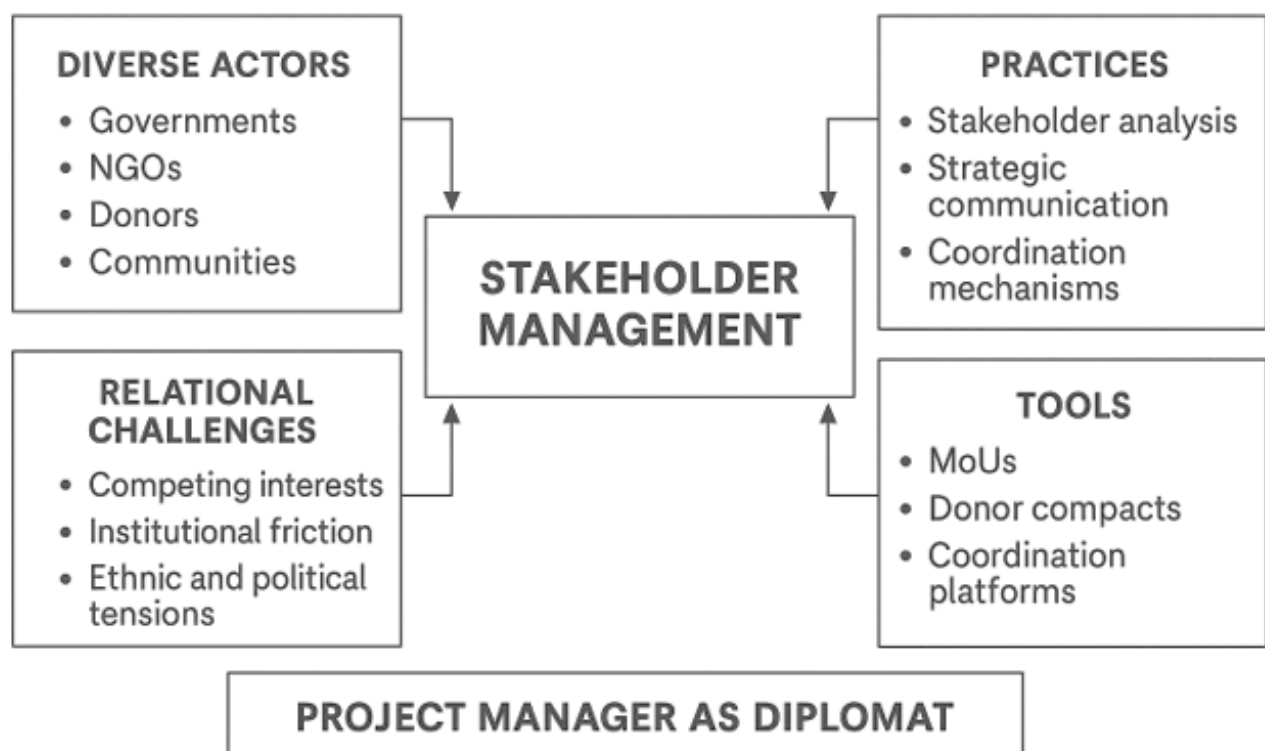 DIVERSE ACTORS
• Governments
• NGOs
• Donors
• Communities
RELATIONAL
CHALLENGES
• Competing interests
• Institutional friction
• Ethnic and political
tensions
STAKEHOLDER
MANAGEMENT
PRACTICES
• Stakeholder analysis
• Strategic
communication
• Coordination
mechanisms
TOOLS
• MoUs
• Donor compacts
• Coordination
platforms
PROJECT MANAGER AS DIPLOMAT